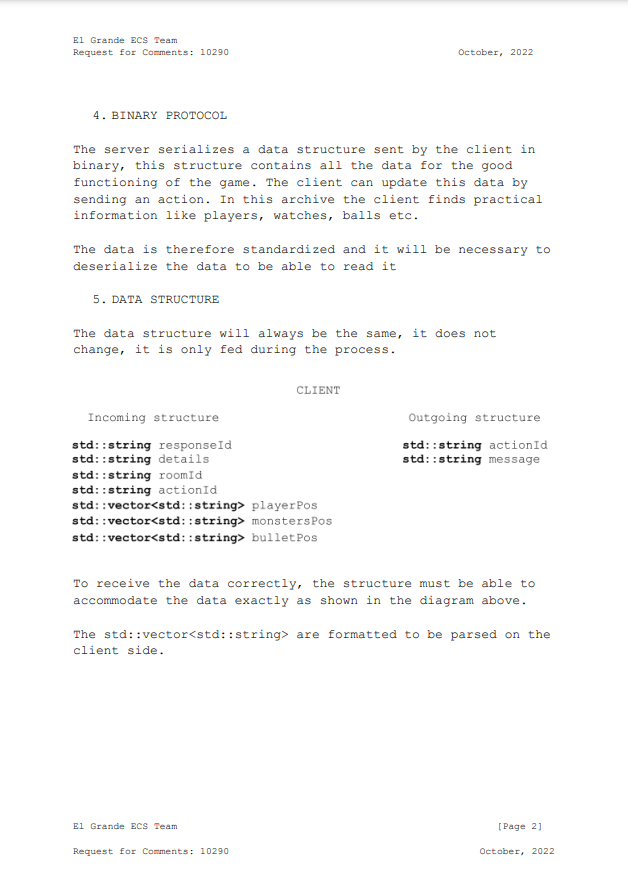 El Grande ECS Team
Request for Comments: 10290 October, 2022
4. BINARY PROTOCOL
The server serializes a data structure sent by the client in
binary, this structure contains all the data for the good
functioning of the game. The client can update this data by
sending an action. In this archive the client finds practical
information like players, watches, balls etc.
The data is therefore standardized and it will be necessary to
deserialize the data to be able to read it
5. DATA STRUCTURE
The data structure will always be the same, it does not
change, it is only fed during the process.
CLIENT
Incoming structure Outgoing structure
std::string responseId std::string actionId
std::string details std::string message
std::string roomId
std::string actionId
std::vector<std::string> playerPos
std::vector<std::string> monstersPos
std::vector<std::string> bulletPos
To receive the data correctly, the structure must be able to
accommodate the data exactly as shown in the diagram above.
The std::vector<std::string> are formatted to be parsed on the
client side.
El Grande ECS Team [Page 2]
Request for Comments: 10290 October, 2022